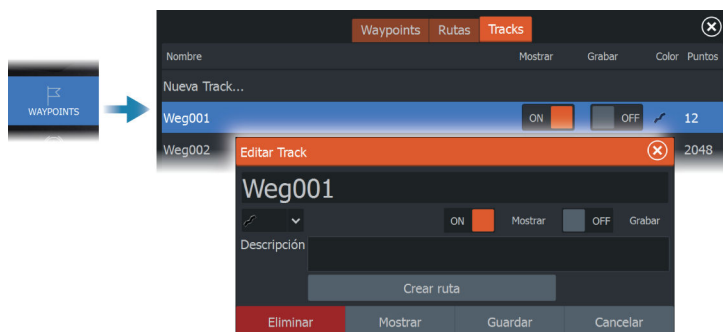 Waypoints Rutas Tracks
Nombre Mostrar Grabar Color Puntos
Nueva Track...
WAYPOINTS
Weg001 ON OFF 12
Weg002 2048
Editar Track
Weg001
ON Mostrar OFF Grabar
Descripción
Crear ruta
Eliminar Mostrar Guardar Cancelar